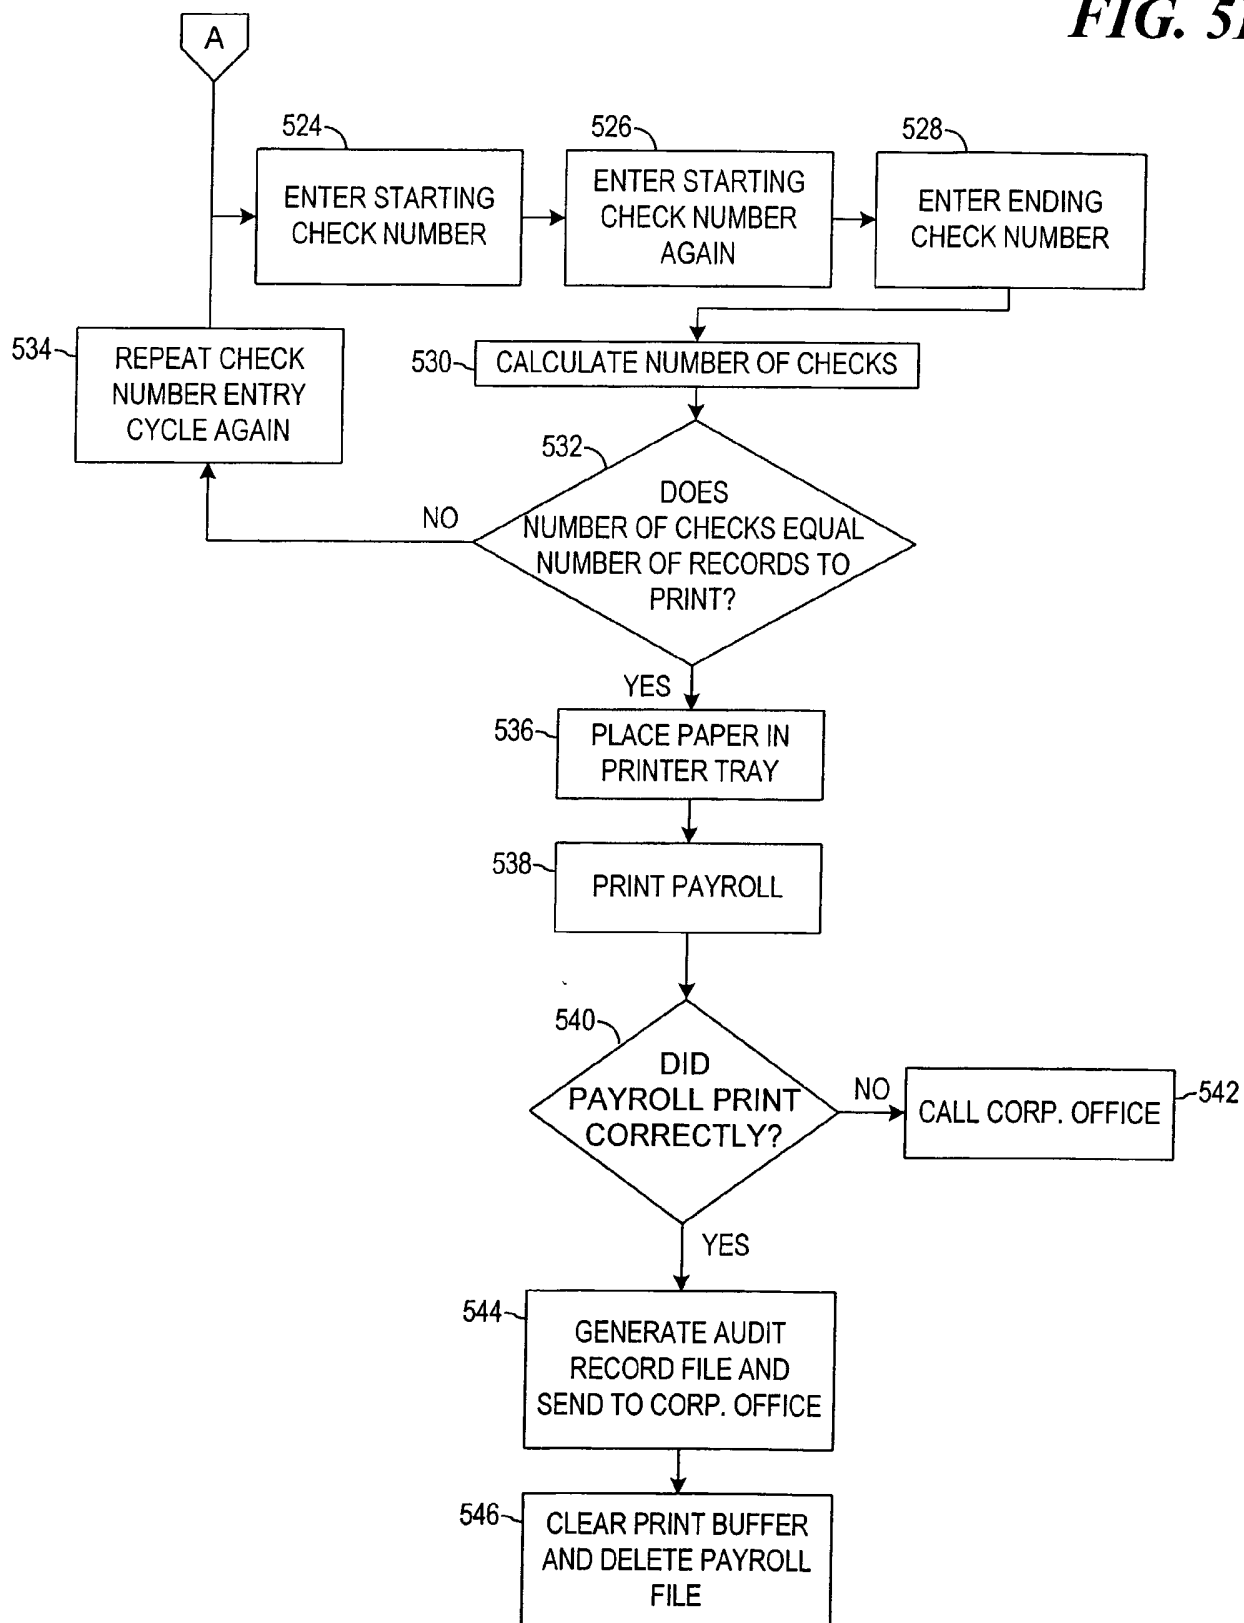 FIG. 5
A
524
526
528
ENTER STARTING
CHECK NUMBER
ENTER STARTING
CHECK NUMBER
AGAIN
ENTER ENDING
CHECK NUMBER
534
REPEAT CHECK
NUMBER ENTRY
CYCLE AGAIN
530
CALCULATE NUMBER OF CHECKS
532
DOES
NUMBER OF CHECKS EQUAL
NUMBER OF RECORDS TO
PRINT?
NO
YES
536
PLACE PAPER IN
PRINTER TRAY
538
PRINT PAYROLL
540
DID
PAYROLL PRINT
CORRECTLY?
NO
CALL CORP. OFFICE
542
YES
544
GENERATE AUDIT
RECORD FILE AND
SEND TO CORP. OFFICE
546
CLEAR PRINT BUFFER
AND DELETE PAYROLL
FILE